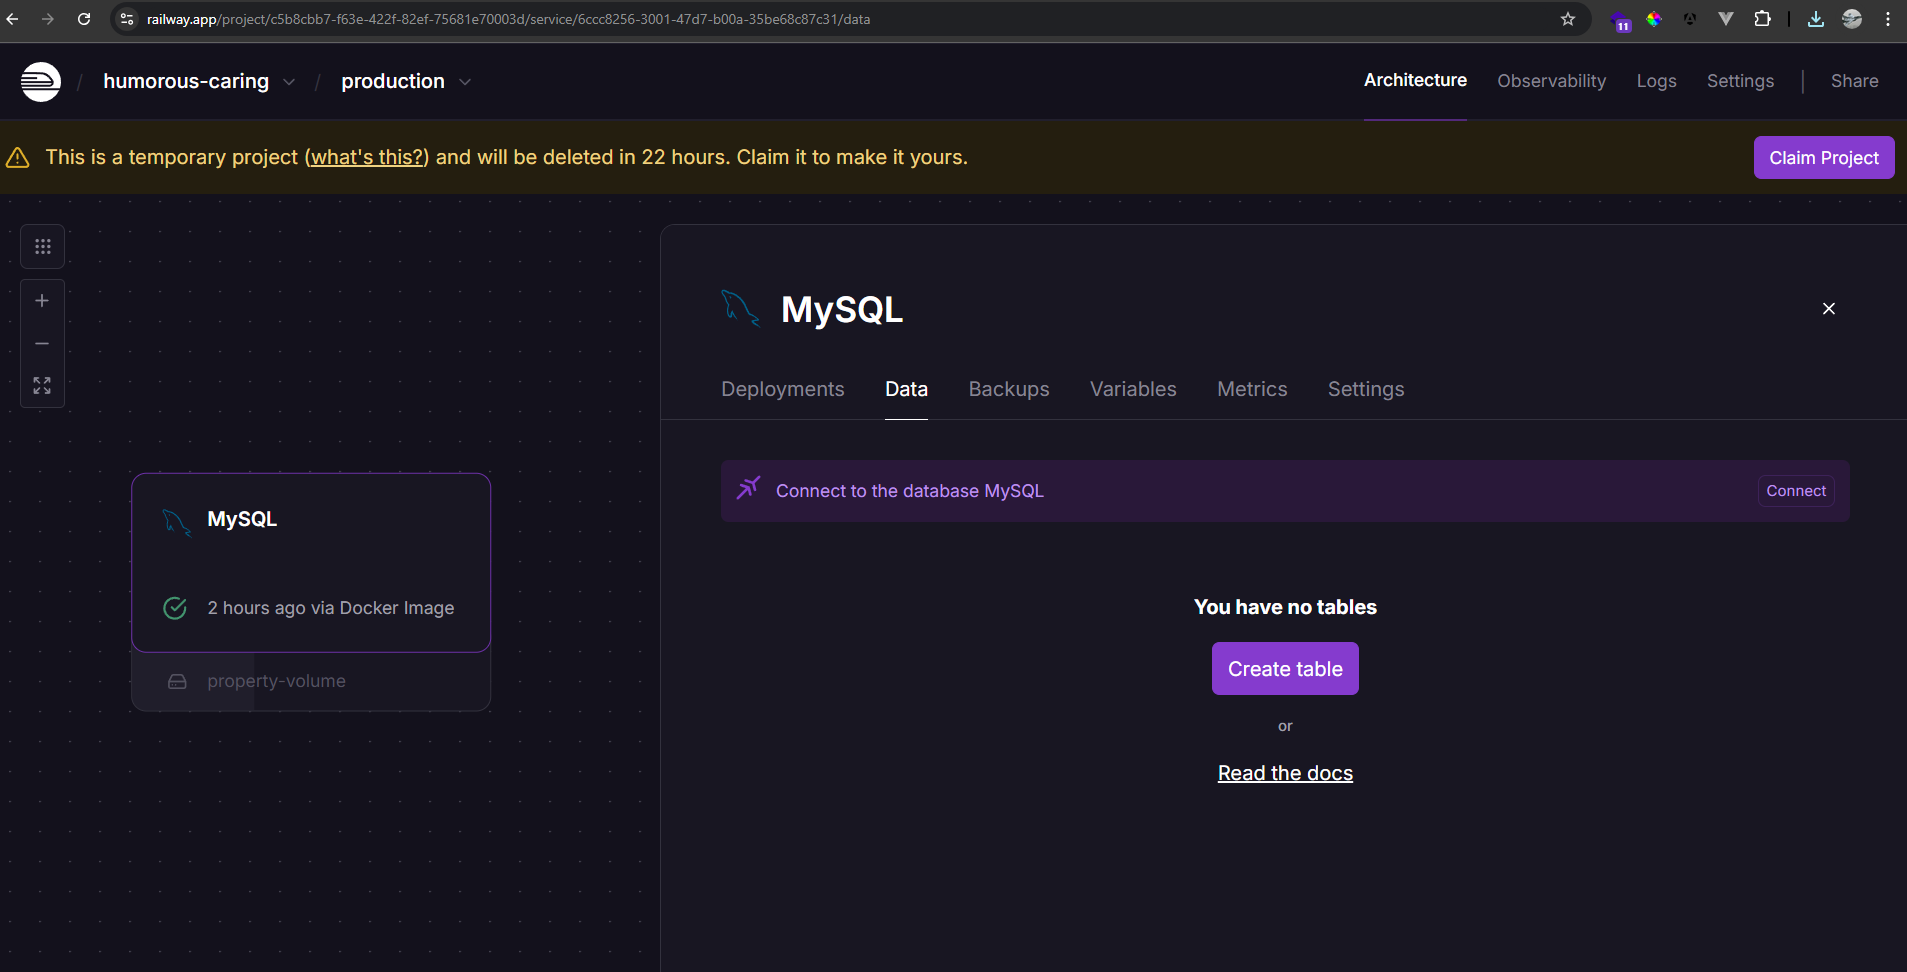 railway.app/project/c5b8cbb7-f63e-422f-82ef-75681e70003d/service/6ccc8256-3001-47d7-b00a-35be68c87c31/data
11
/ humorous-caring / production
Architecture Observability Logs Settings | Share
This is a temporary project (what's this?) and will be deleted in 22 hours. Claim it to make it yours.
Claim Project
MySQL
2 hours ago via Docker Image
property-volume
MySQL
Deployments Data Backups Variables Metrics Settings
Connect to the database MySQL
Connect
You have no tables
Create table
or
Read the docs